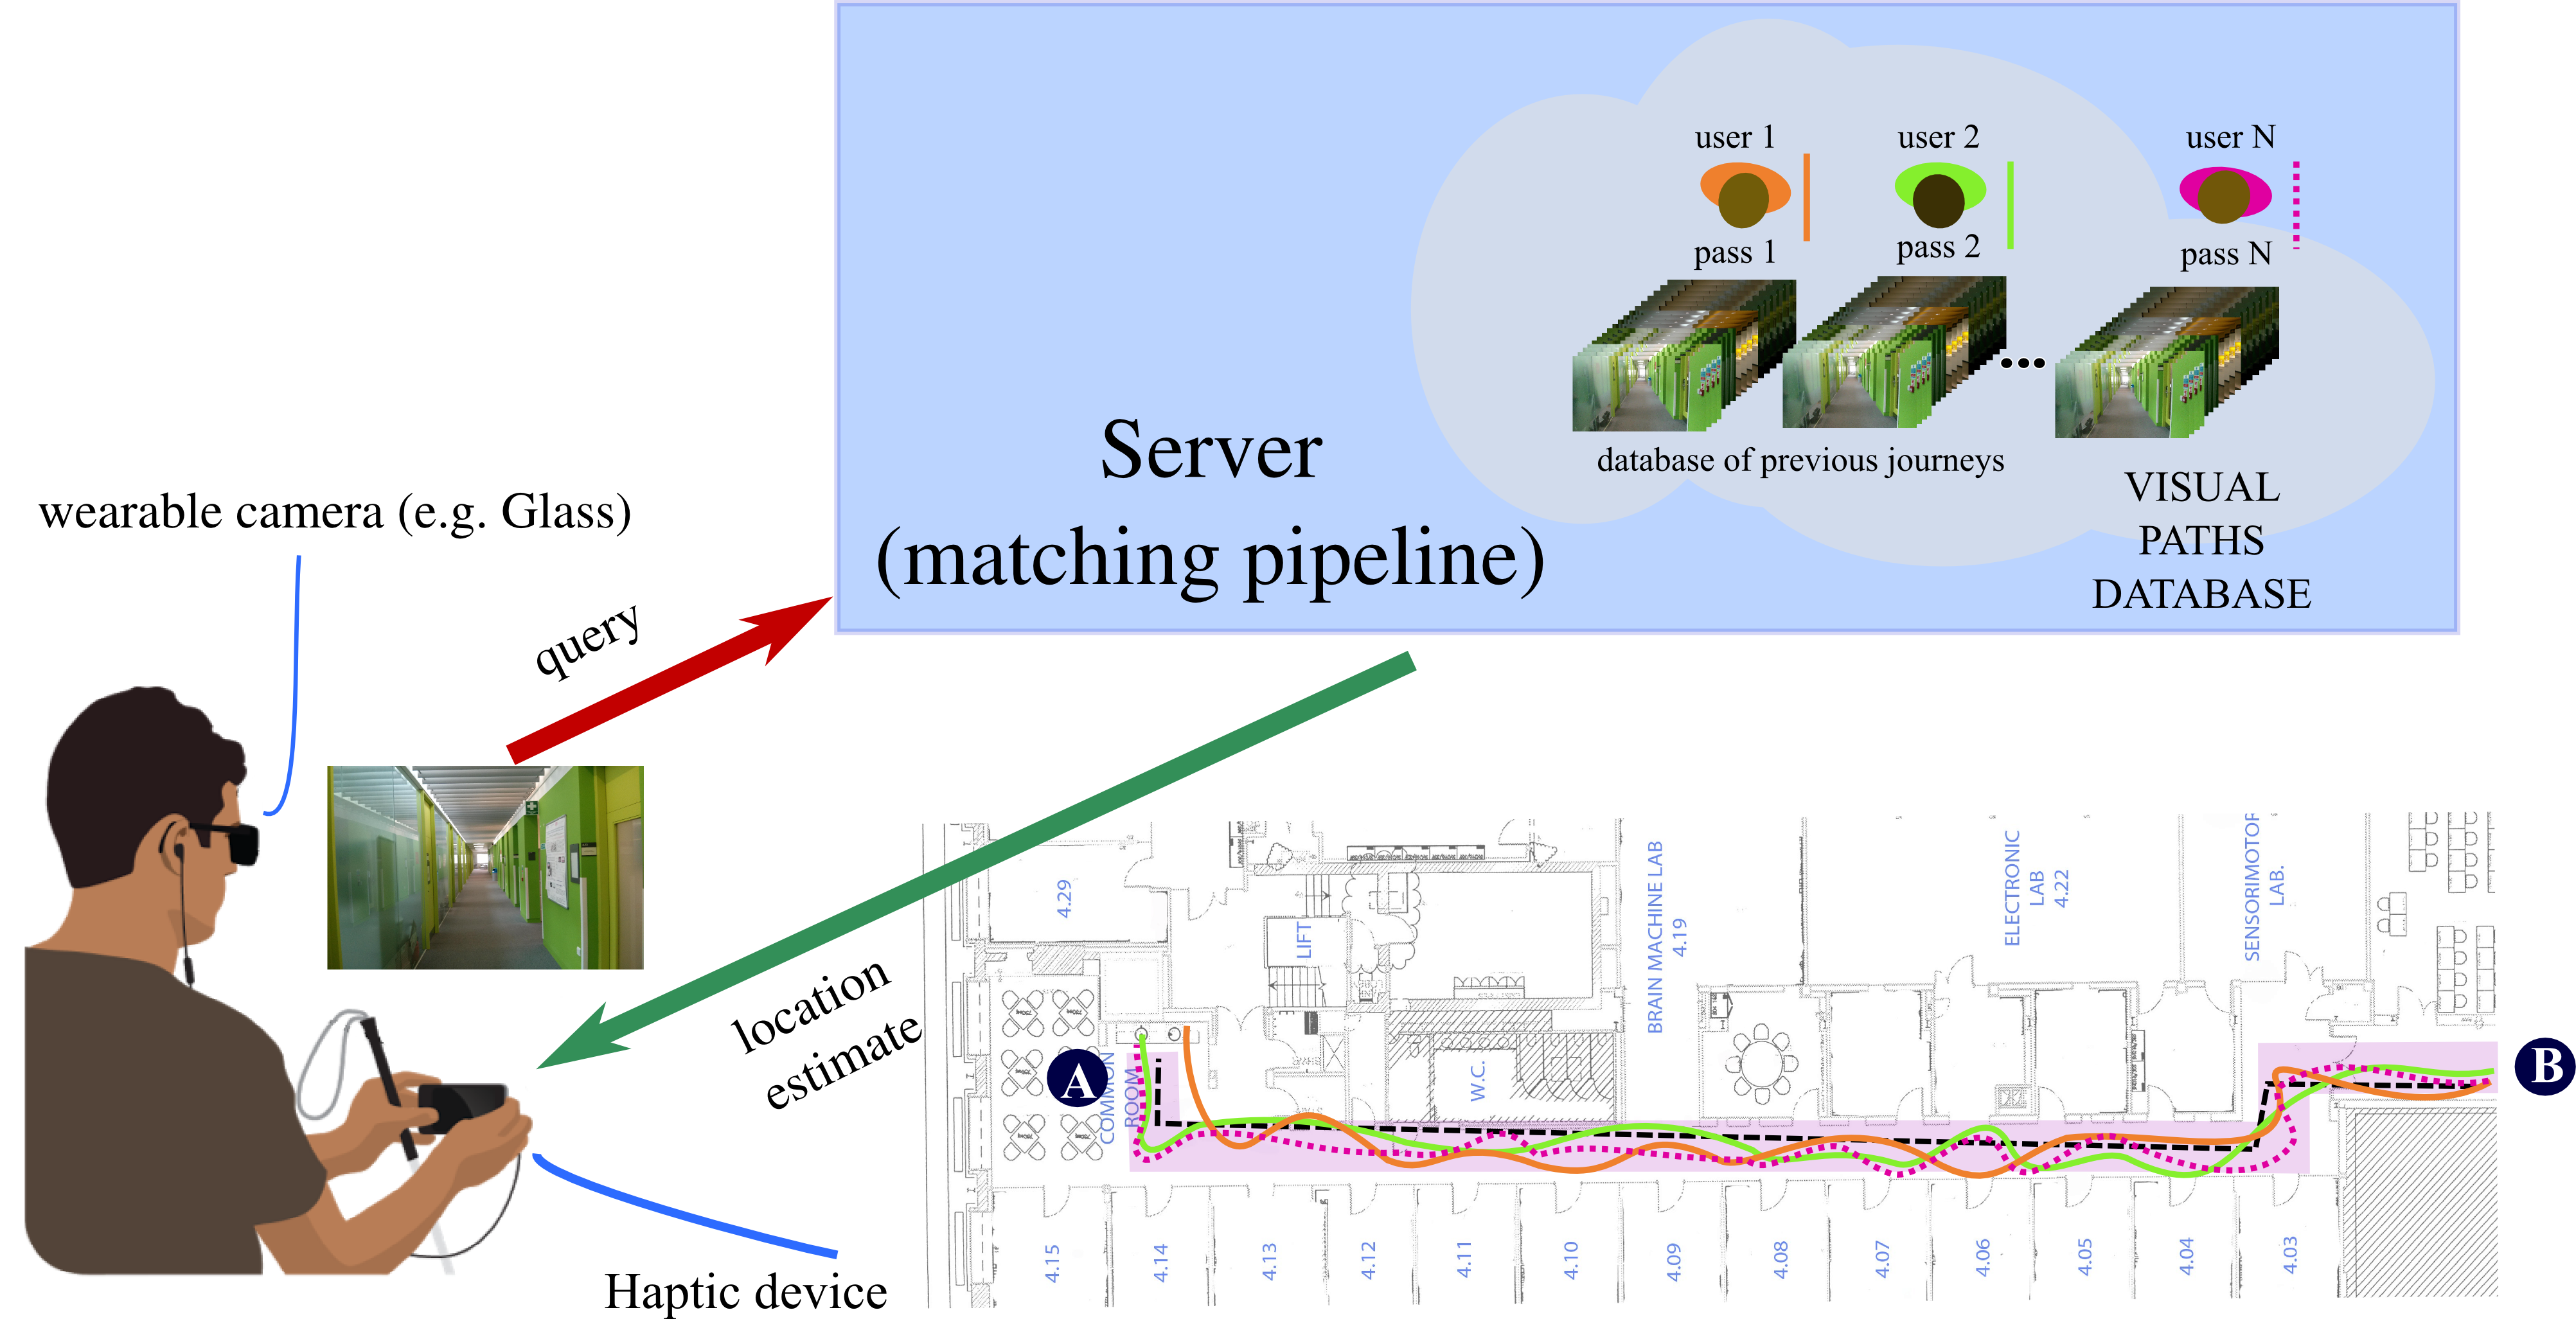 user 1
user 2
user N
pass 1
pass 2
pass N
...
database of previous journeys
VISUAL
PATHS
DATABASE
Server
(matching pipeline)
wearable camera (e.g. Glass)
query
location
estimate
Haptic device
A
B
COMMON
ROOM
4.29
LIFT
W.C.
BRAIN MACHINE LAB
4.19
ELECTRONIC
LAB
4.22
SENSORIMOTOR
LAB.
4.15
4.14
4.13
4.12
4.11
4.10
4.09
4.08
4.07
4.06
4.05
4.04
4.03